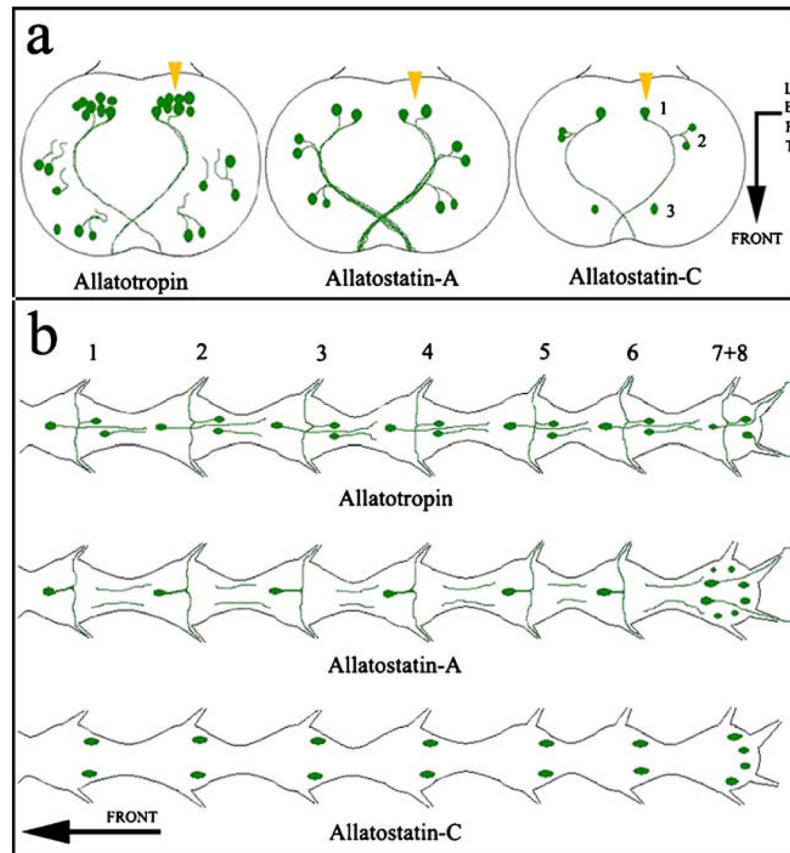 a
1
2
3
LEFT
FRONT
Allatotropin
Allatostatin-A
Allatostatin-C
b
1 2 3 4 5 6 7+8
Allatotropin
Allatostatin-A
FRONT
Allatostatin-C